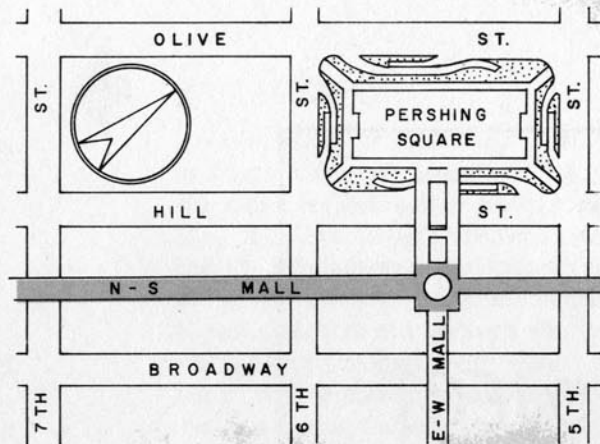 OLIVE ST.
ST.
ST.
ST.
PERSHING
SQUARE
HILL ST.
N-S MALL
E-W MALL
BROADWAY
7TH
6TH
5TH